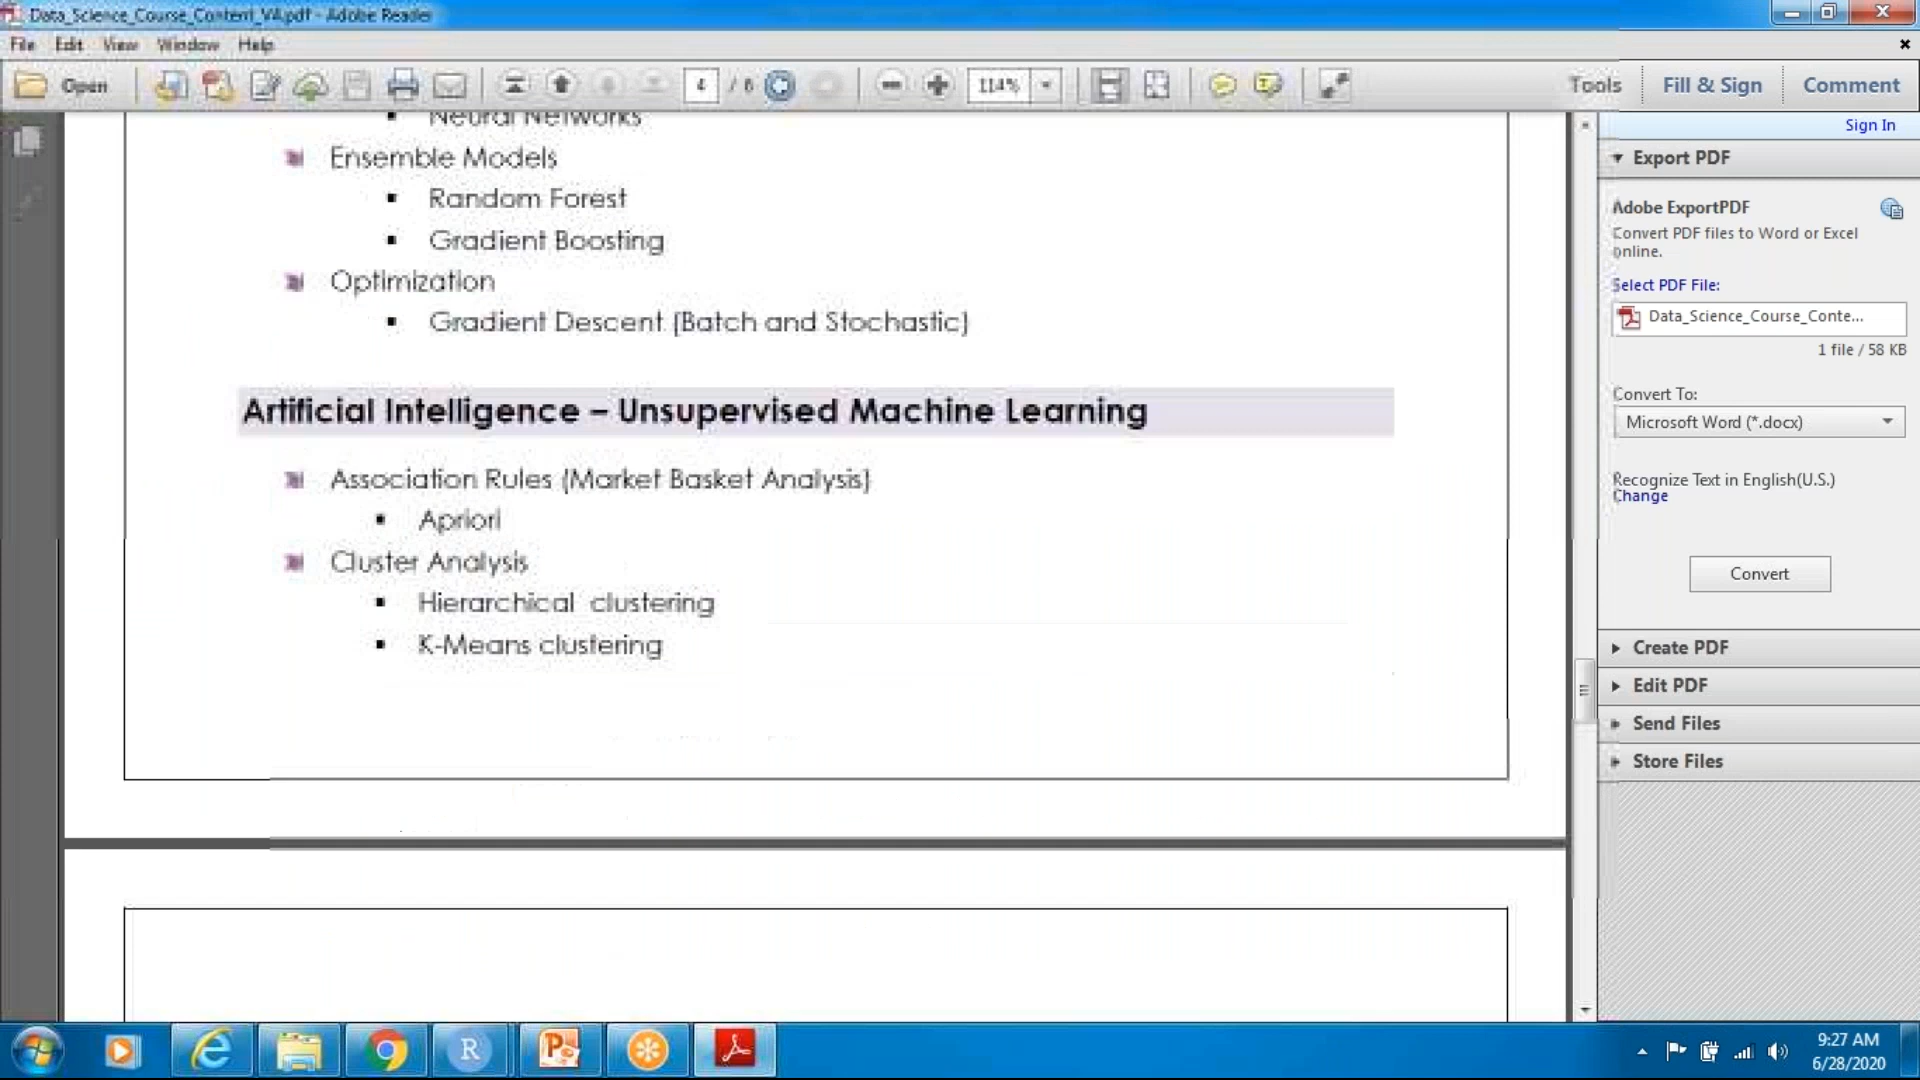 Data_Science_Course_Content_VA.pdf - Adobe Reader
File Edit View Window Help
Open 4 / 6 114% Tools Fill & Sign Comment
Sign In
Neural Networks
Ensemble Models
Random Forest
Gradient Boosting
Optimization
Gradient Descent (Batch and Stochastic)
Artificial Intelligence – Unsupervised Machine Learning
Association Rules (Market Basket Analysis)
Apriori
Cluster Analysis
Hierarchical clustering
K-Means clustering
Export PDF
Adobe ExportPDF
Convert PDF files to Word or Excel
online.
Select PDF File:
Data_Science_Course_Conte...
1 file / 58 KB
Convert To:
Microsoft Word (*.docx)
Recognize Text in English(U.S.)
Change
Convert
Create PDF
Edit PDF
Send Files
Store Files
9:27 AM
6/28/2020